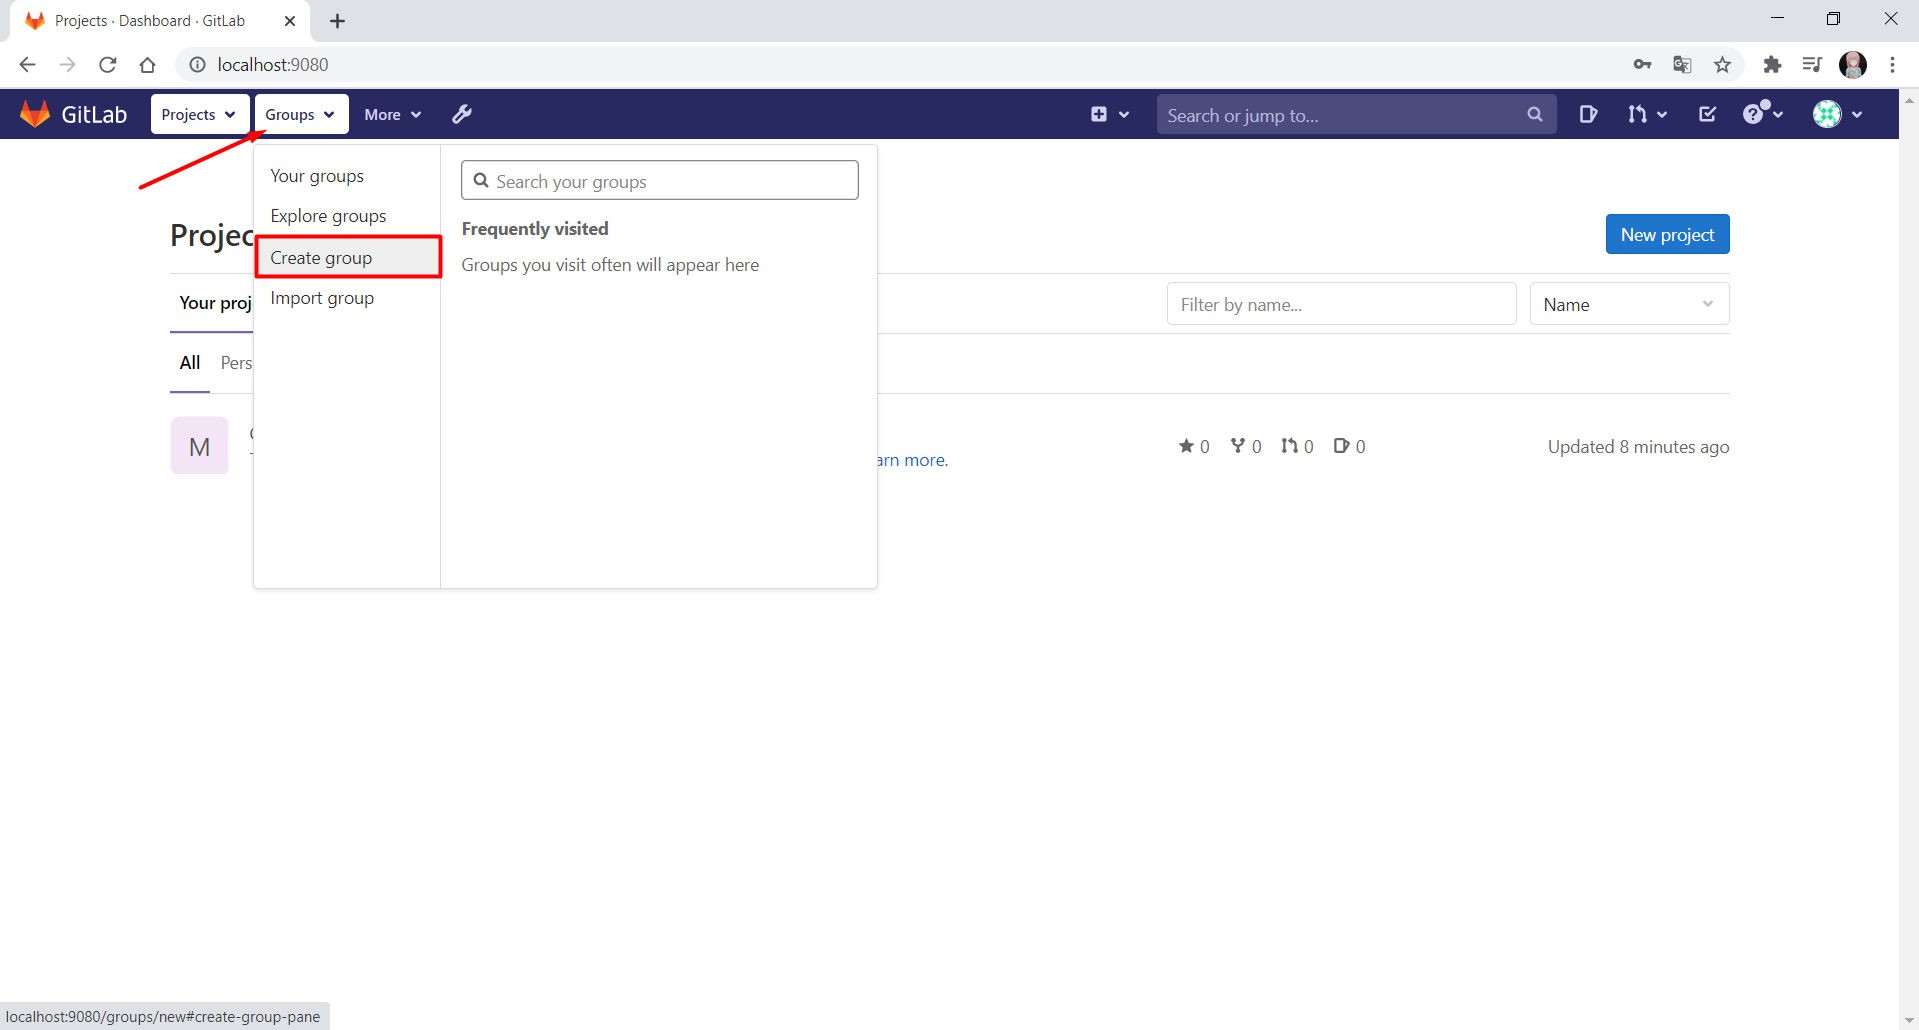 Projects · Dashboard · GitLab
localhost:9080
GitLab
Projects
Groups
More
Search or jump to...
Your groups
Explore groups
Create group
Import group
Search your groups
Frequently visited
Groups you visit often will appear here
Projec
New project
Your proj
Filter by name...
Name
All
Pers
M
arn more.
0
0
0
0
Updated 8 minutes ago
localhost:9080/groups/new#create-group-pane